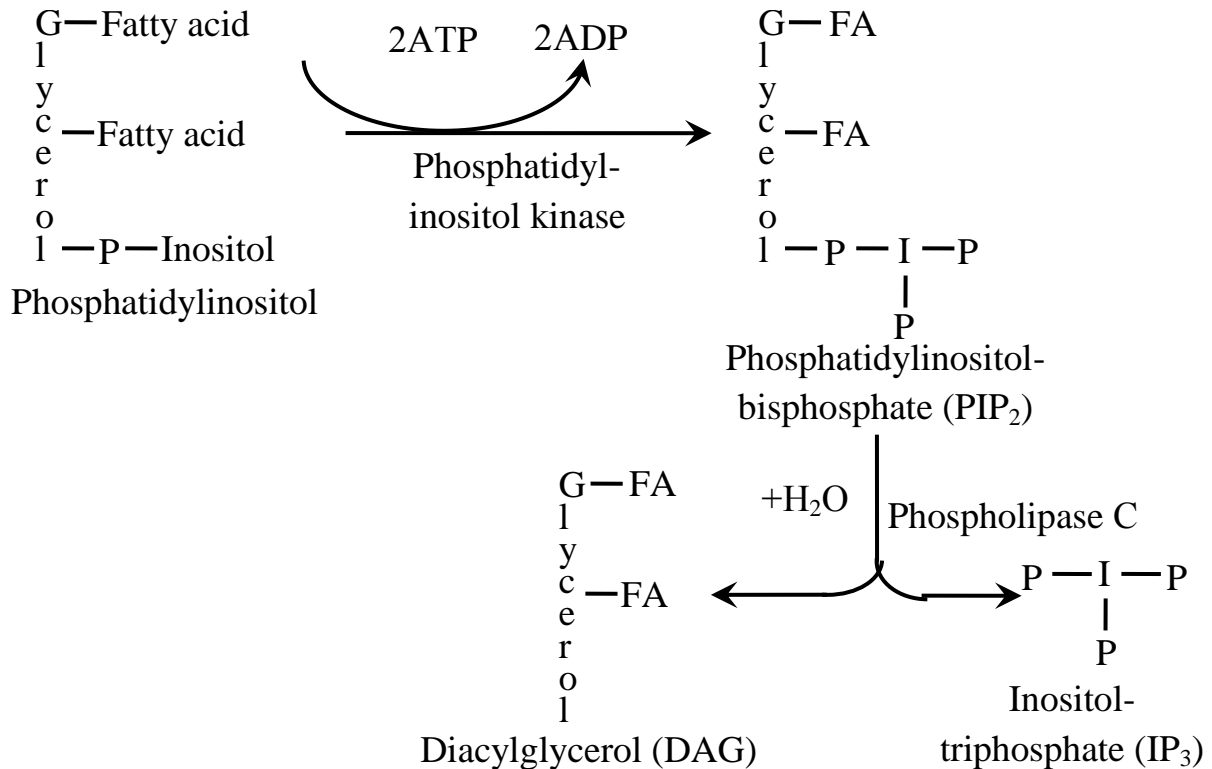 G—Fatty acid
l
y
c—Fatty acid
e
r
o
l—P—Inositol
Phosphatidylinositol
2ATP 2ADP
Phosphatidyl-
inositol kinase
G—FA
l
y
c—FA
e
r
o
l—P—I—P
P
Phosphatidylinositol-
bisphosphate (PIP₂)
+H₂O
Phospholipase C
G—FA
l
y
c—FA
e
r
o
l
Diacylglycerol (DAG)
P—I—P
P
Inositol-
triphosphate (IP₃)